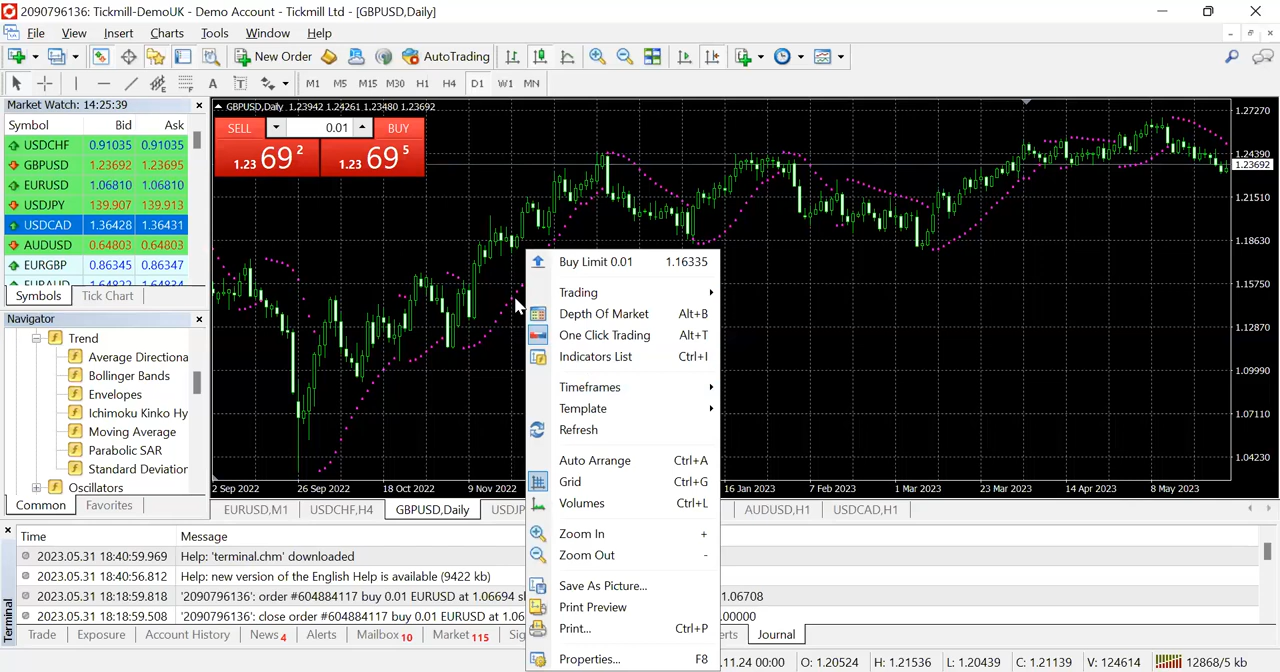 2090796136: Tickmill-DemoUK - Demo Account - Tickmill Ltd - [GBPUSD,Daily]
File View Insert Charts Tools Window Help
New Order AutoTrading
A T M1 M5 M15 M30 H1 H4 D1 W1 MN
Market Watch: 14:25:39
Symbol Bid Ask
USDCHF 0.91035 0.91045
GBPUSD 1.23692 1.23695
EURUSD 1.06810 1.06810
USDJPY 139.907 139.913
USDCAD 1.36428 1.36431
AUDUSD 0.64803 0.64803
EURGBP 0.86345 0.86347
Symbols Tick Chart
Navigator
Trend
Average Directiona
Bollinger Bands
Envelopes
Ichimoku Kinko Hy
Moving Average
Parabolic SAR
Standard Deviation
Oscillators
Common Favorites
GBPUSD,Daily 1.23942 1.24261 1.23480 1.23692
SELL 0.01 BUY
1.23 69 2 1.23 69 5
1.27270
1.24390
1.23692
1.21510
1.18630
1.15750
1.12870
1.09990
1.07110
1.04230
2 Sep 2022 26 Sep 2022 18 Oct 2022 9 Nov 2022 16 Jan 2023 7 Feb 2023 1 Mar 2023 23 Mar 2023 14 Apr 2023 8 May 2023
EURUSD,M1 USDCHF,H4 GBPUSD,Daily USDJP AUDUSD,H1 USDCAD,H1
Buy Limit 0.01 1.16335
Trading
Depth Of Market Alt+B
One Click Trading Alt+T
Indicators List Ctrl+I
Timeframes
Template
Refresh
Auto Arrange Ctrl+A
Grid Ctrl+G
Volumes Ctrl+L
Zoom In +
Zoom Out -
Save As Picture...
Print Preview
Print... Ctrl+P
Properties... F8
Terminal
Time Message
2023.05.31 18:40:59.969 Help: 'terminal.chm' downloaded
2023.05.31 18:40:56.812 Help: new version of the English Help is available (9422 kb)
2023.05.31 18:18:59.818 '2090796136': order #604884117 buy 0.01 EURUSD at 1.06694 s 1.06708
2023.05.31 18:18:59.508 '2090796136': close order #604884117 buy 0.01 EURUSD at 1.06 0.00000
Trade Exposure Account History News 4 Alerts Mailbox 10 Market 115 Sig erts Journal
.11.24 00:00 O: 1.20524 H: 1.21536 L: 1.20439 C: 1.21139 V: 124614 12868/5 kb